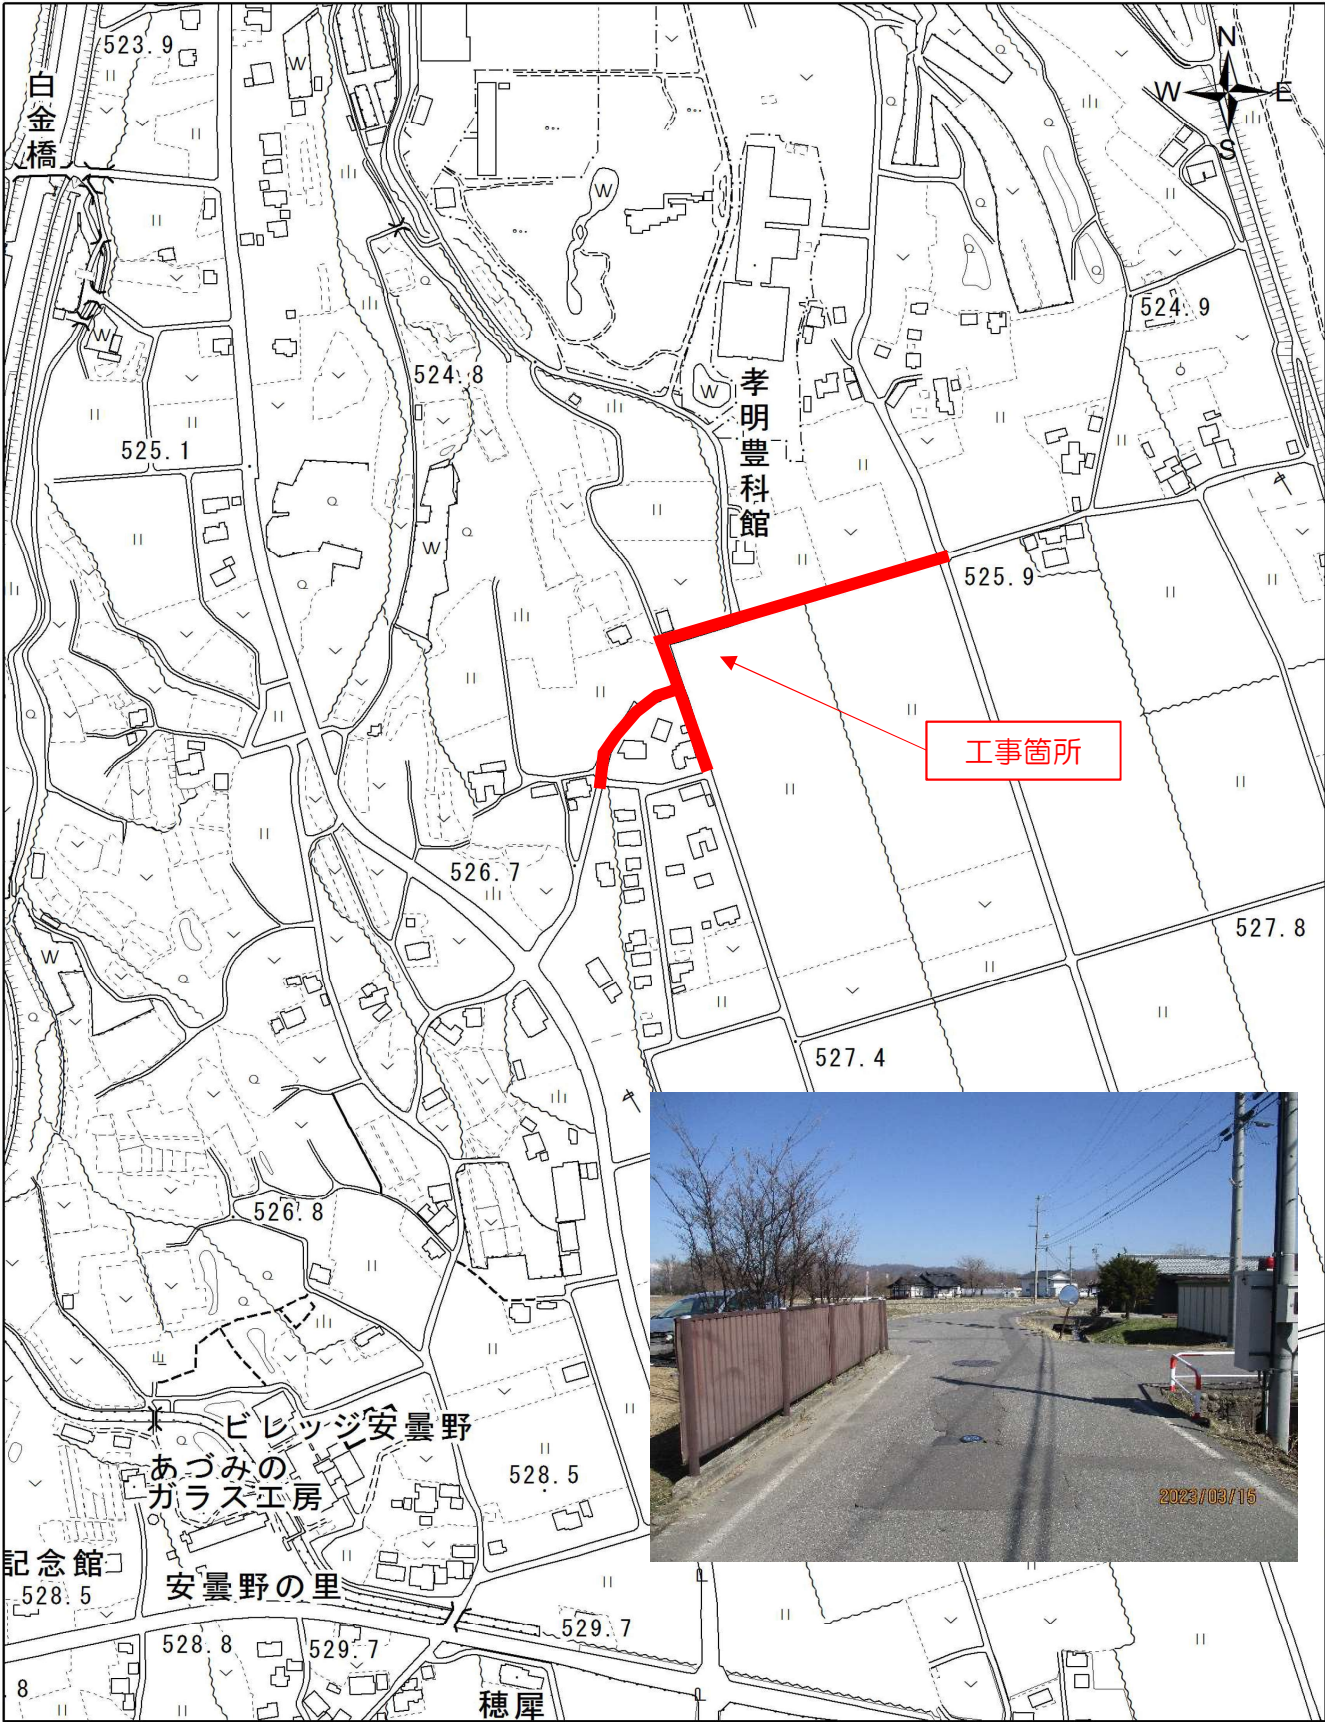 523.9
N
W
E
S
白金橋
W
W
W
524.9
524.8
W
孝明豊科館
525.1
W
525.9
工事箇所
526.7
527.8
W
527.4
526.8
ビレッジ安曇野
あづみの
ガラス工房
528.5
2023/03/15
記念館
528.5
安曇野の里
529.7
528.8
529.7
.8
穂屋